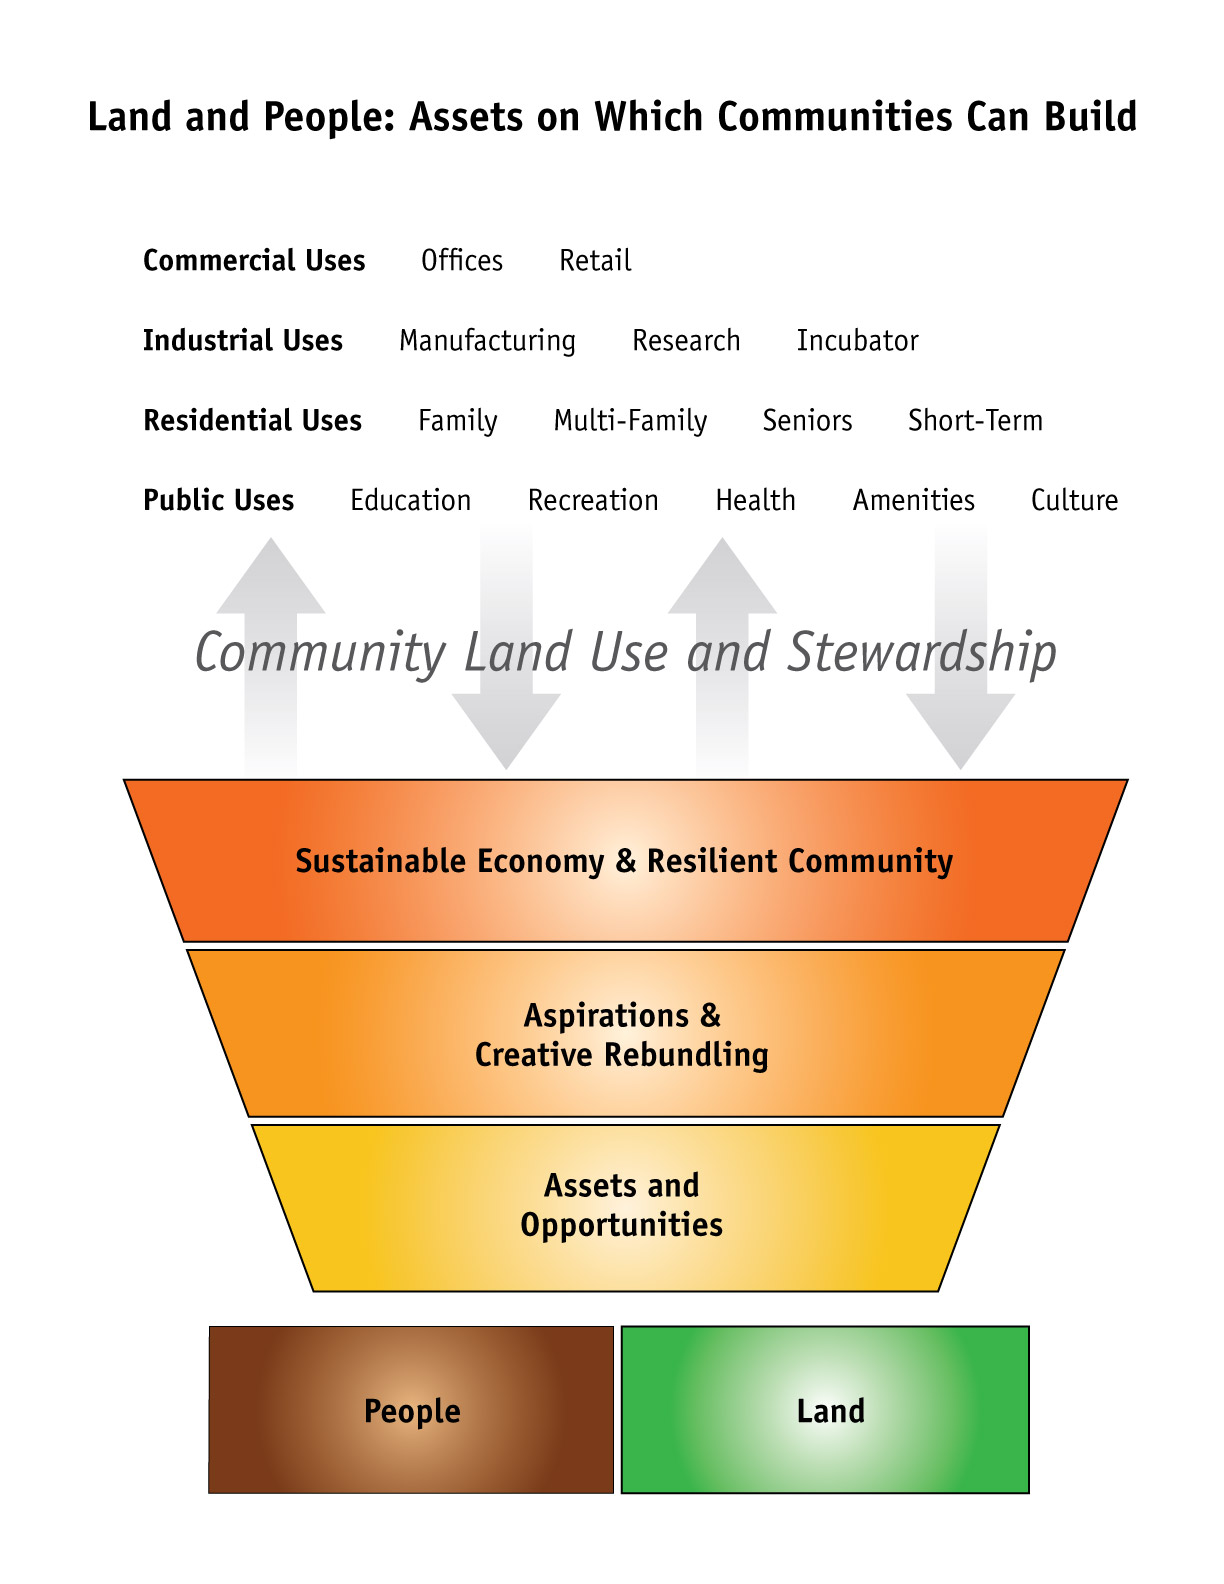 Land and People: Assets on Which Communities Can Build
Commercial Uses Offices Retail
Industrial Uses Manufacturing Research Incubator
Residential Uses Family Multi-Family Seniors Short-Term
Public Uses Education Recreation Health Amenities Culture
Community Land Use and Stewardship
Sustainable Economy & Resilient Community
Aspirations &
Creative Rebundling
Assets and
Opportunities
People Land